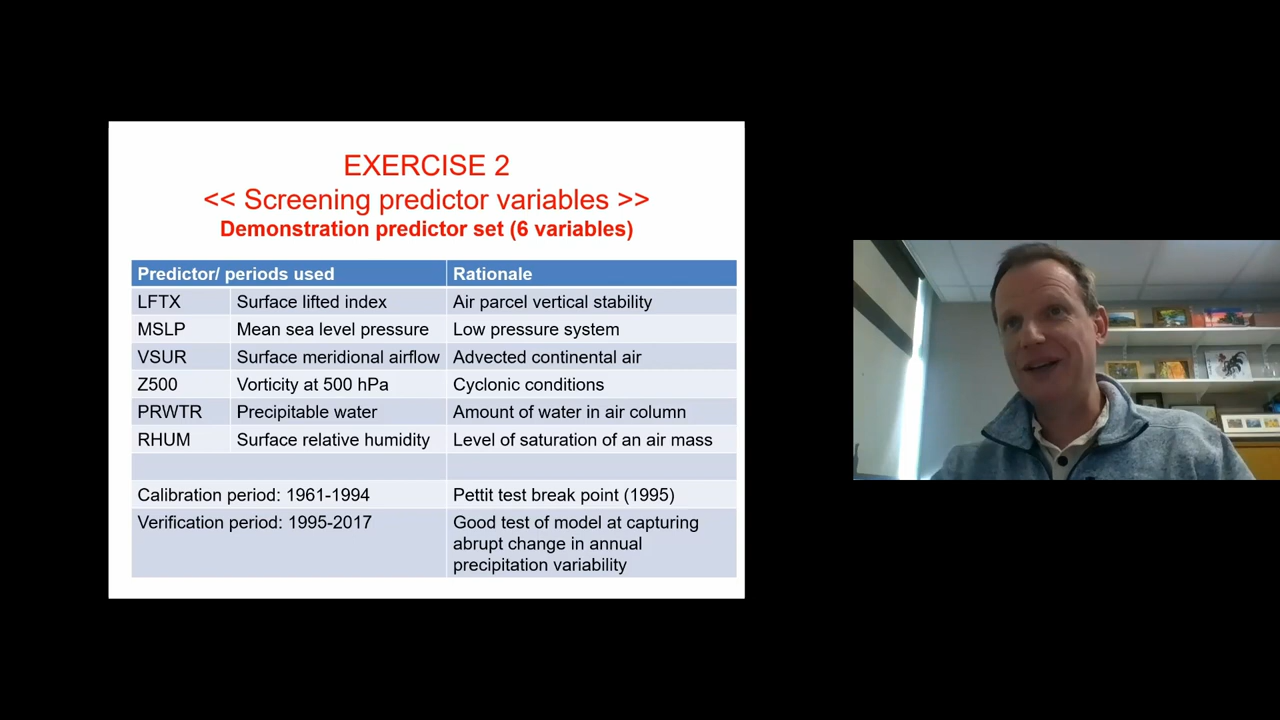 EXERCISE 2
<< Screening predictor variables >>
Demonstration predictor set (6 variables)
Predictor/ periods used Rationale
LFTX Surface lifted index Air parcel vertical stability
MSLP Mean sea level pressure Low pressure system
VSUR Surface meridional airflow Advected continental air
Z500 Vorticity at 500 hPa Cyclonic conditions
PRWTR Precipitable water Amount of water in air column
RHUM Surface relative humidity Level of saturation of an air mass
Calibration period: 1961-1994 Pettit test break point (1995)
Verification period: 1995-2017 Good test of model at capturing
abrupt change in annual
precipitation variability